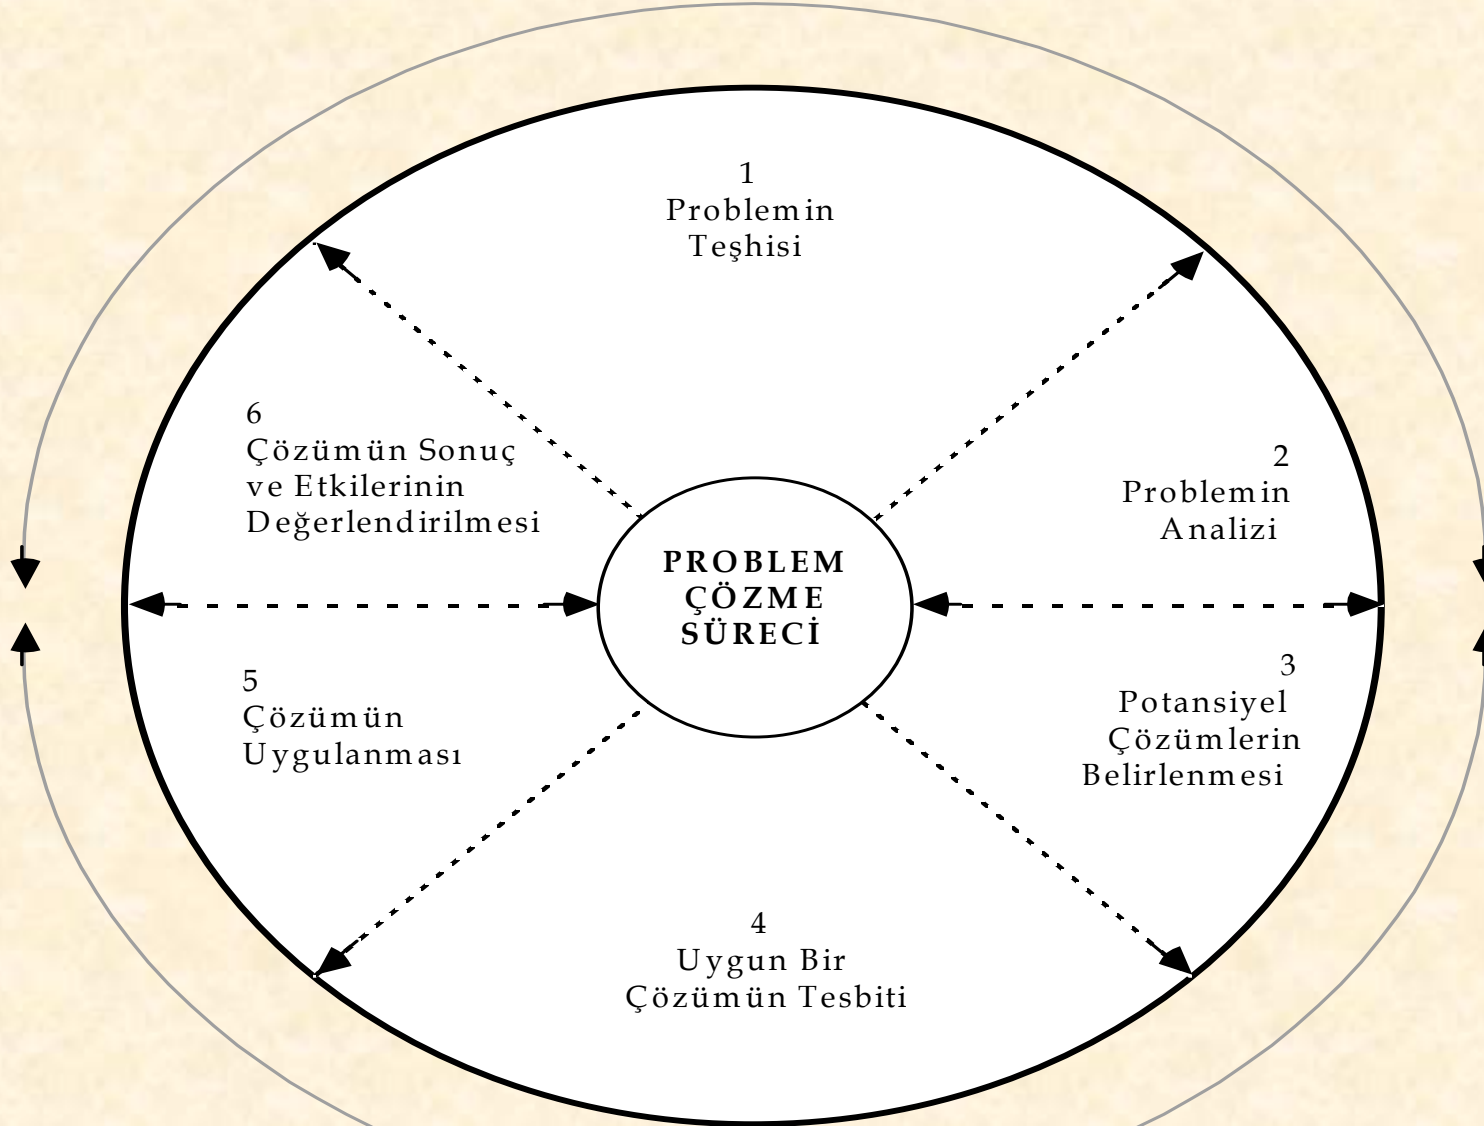 1
Problemin
Teşhisi
2
Problemin
Analizi
3
Potansiyel
Çözümlerin
Belirlenmesi
4
Uygun Bir
Çözümün Tesbiti
5
Çözümün
Uygulanması
6
Çözümün Sonuç
ve Etkilerinin
Değerlendirilmesi
PROBLEM
ÇÖZME
SÜRECİ